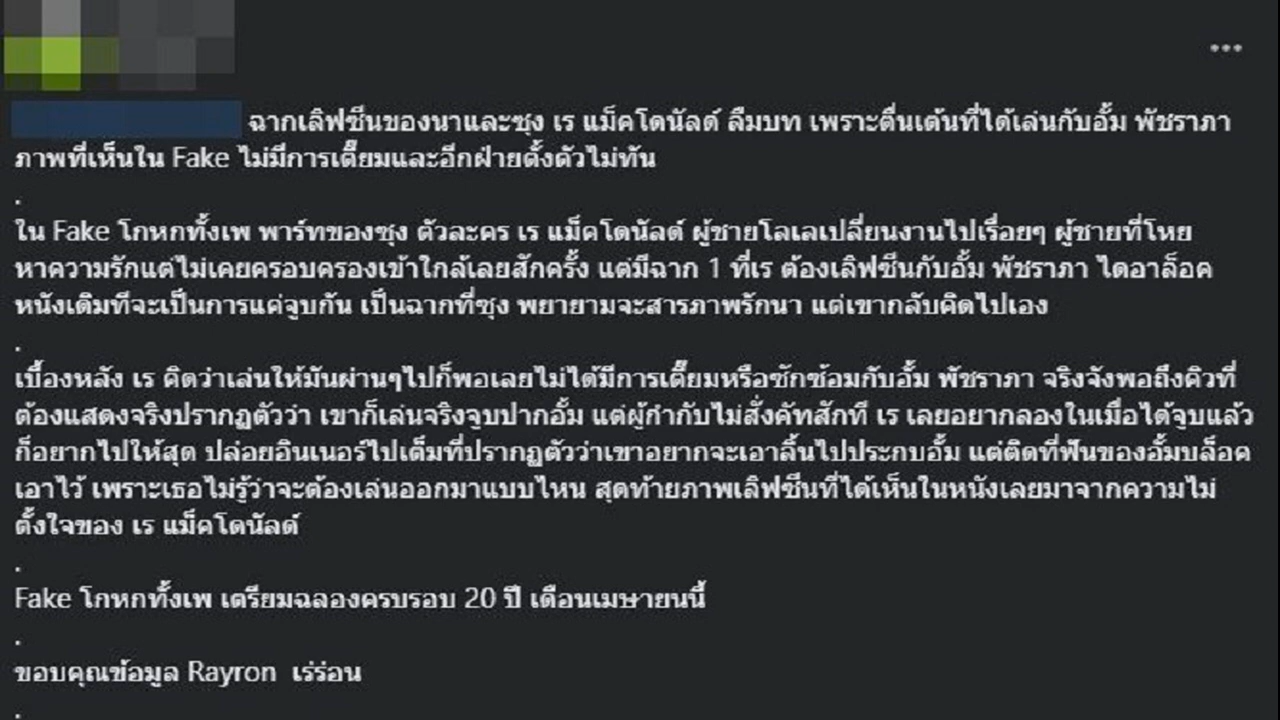 ฉากเลิฟซีนของนาและซุง เร แม็คโดนัลด์ ลืมบท เพราะตื่นเต้นที่ได้เล่นกับอั้ม พัชราภา
ภาพที่เห็นใน Fake ไม่มีการเตี๊ยมและอีกฝ่ายตั้งตัวไม่ทัน
.
ใน Fake โกหกทั้งเพ พาร์ทของซุง ตัวละคร เร แม็คโดนัลด์ ผู้ชายโลเลเปลี่ยนงานไปเรื่อยๆ ผู้ชายที่โหย
หาความรักแต่ไม่เคยครอบครองเข้าใกล้เลยสักครั้ง แต่มีฉาก 1 ที่เร ต้องเลิฟซีนกับอั้ม พัชราภา ไดอาล็อค
หนังเดิมทีจะเป็นการแค่จูบกัน เป็นฉากที่ซุง พยายามจะสารภาพรักนา แต่เขากลับคิดไปเอง
.
เบื้องหลัง เร คิดว่าเล่นให้มันผ่านๆไปก็พอเลยไม่ได้มีการเตี๊ยมหรือซักซ้อมกับอั้ม พัชราภา จริงจังพอถึงคิวที่
ต้องแสดงจริงปรากฏตัวว่า เขาก็เล่นจริงจูบปากอั้ม แต่ผู้กำกับไม่สั่งคัทสักที เร เลยอยากลองในเมื่อได้จูบแล้ว
ก็อยากไปให้สุด ปล่อยอินเนอร์ไปเต็มที่ปรากฏตัวว่าเขาอยากจะเอาลิ้นไปประกบอั้ม แต่ติดที่ฟันของอั้มบล็อค
เอาไว้ เพราะเธอไม่รู้ว่าจะต้องเล่นออกมาแบบไหน สุดท้ายภาพเลิฟซีนที่ได้เห็นในหนังเลยมาจากความไม่
ตั้งใจของ เร แม็คโดนัลด์
.
Fake โกหกทั้งเพ เตรียมฉลองครบรอบ 20 ปี เดือนเมษายนนี้
.
ขอบคุณข้อมูล Rayron เร่ร่อน
.